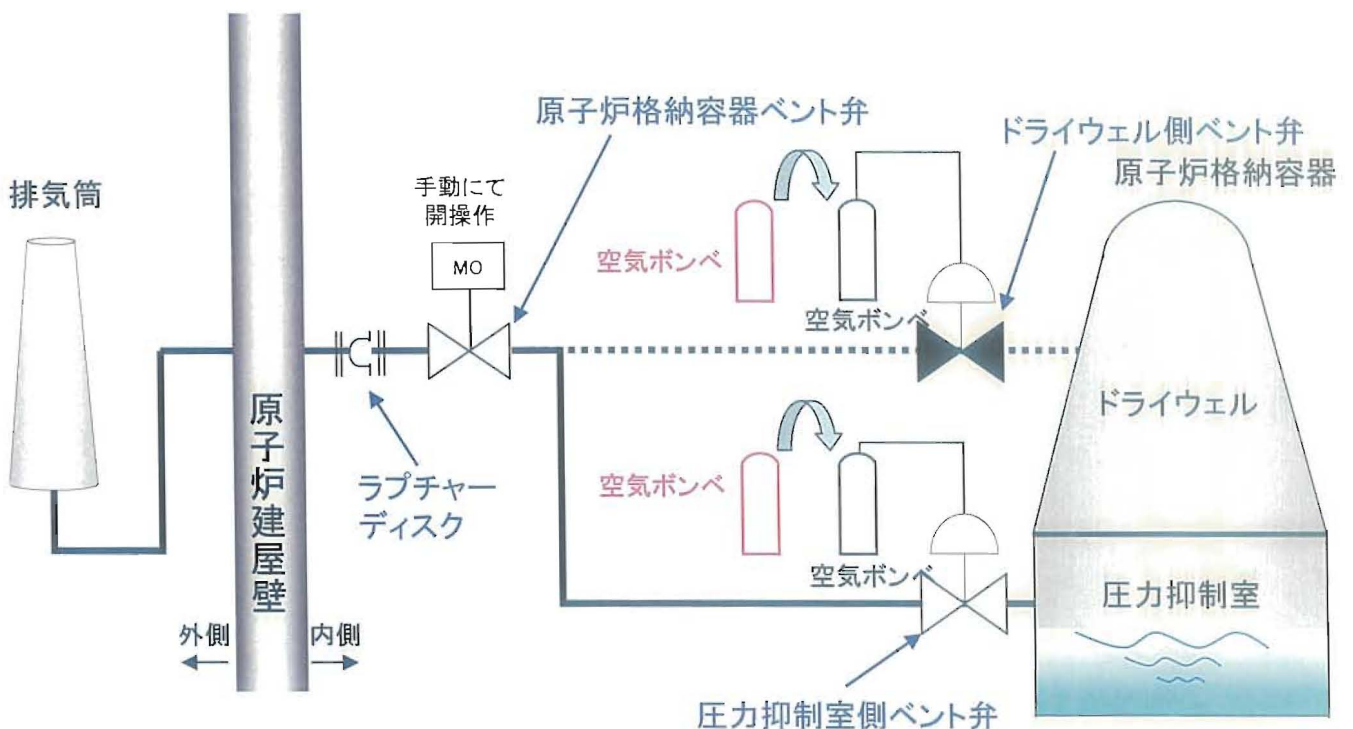 原子炉格納容器ベント弁
ドライウェル側ベント弁
原子炉格納容器
排気筒
手動にて
開操作
MO
空気ボンベ
空気ボンベ
ラプチャー
ディスク
原子炉建屋壁
ドライウェル
空気ボンベ
空気ボンベ
圧力抑制室
外側
内側
圧力抑制室側ベント弁